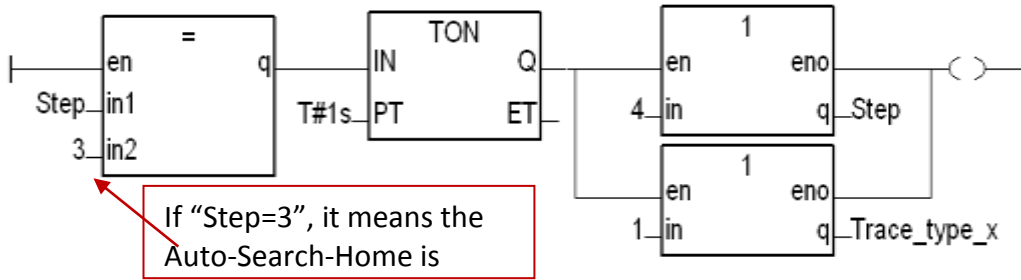 = TON 1
en q IN Q en eno
Step in1 T#1s PT ET 4 in q Step
3 in2 1
If “Step=3”, it means the en eno
Auto-Search-Home is 1 in q Trace_type_x